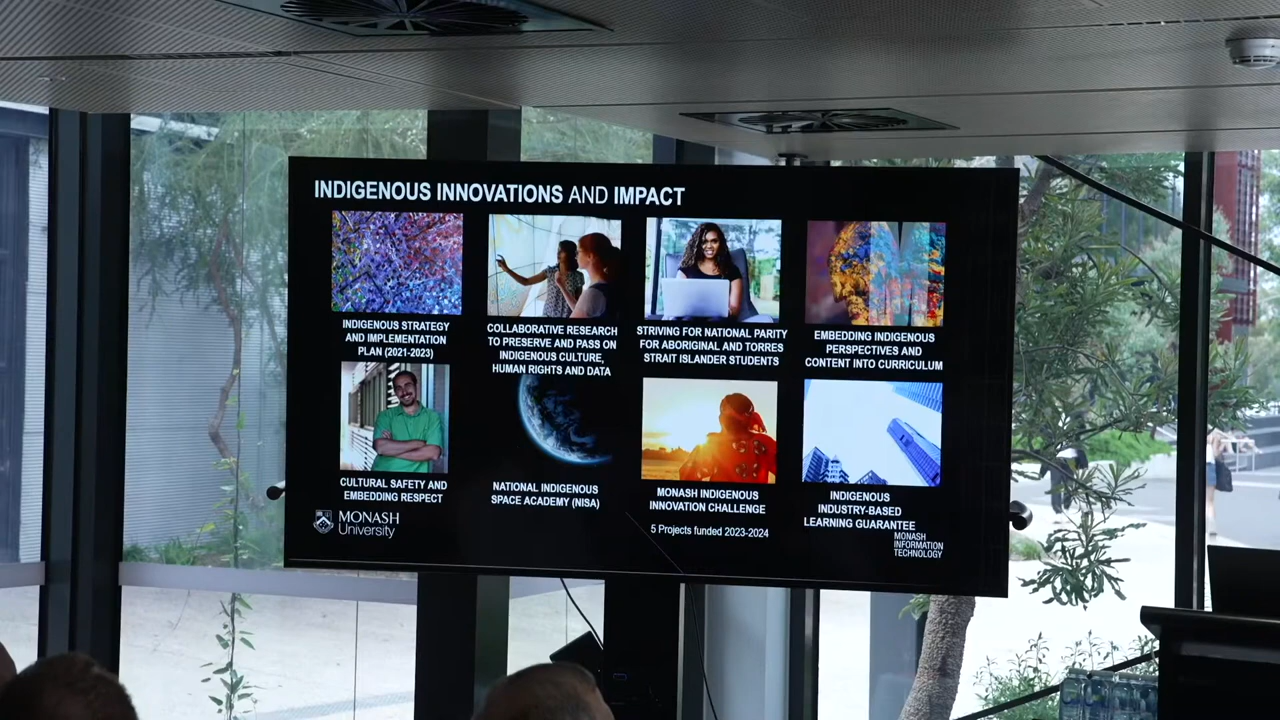 INDIGENOUS INNOVATIONS AND IMPACT
INDIGENOUS STRATEGY
AND IMPLEMENTATION
PLAN (2021-2023)
COLLABORATIVE RESEARCH
TO PRESERVE AND PASS ON
INDIGENOUS CULTURE,
HUMAN RIGHTS AND DATA
STRIVING FOR NATIONAL PARITY
FOR ABORIGINAL AND TORRES
STRAIT ISLANDER STUDENTS
EMBEDDING INDIGENOUS
PERSPECTIVES AND
CONTENT INTO CURRICULUM
CULTURAL SAFETY AND
EMBEDDING RESPECT
NATIONAL INDIGENOUS
SPACE ACADEMY (NISA)
MONASH INDIGENOUS
INNOVATION CHALLENGE
5 Projects funded 2023-2024
INDIGENOUS
INDUSTRY-BASED
LEARNING GUARANTEE
MONASH
University
MONASH
INFORMATION
TECHNOLOGY